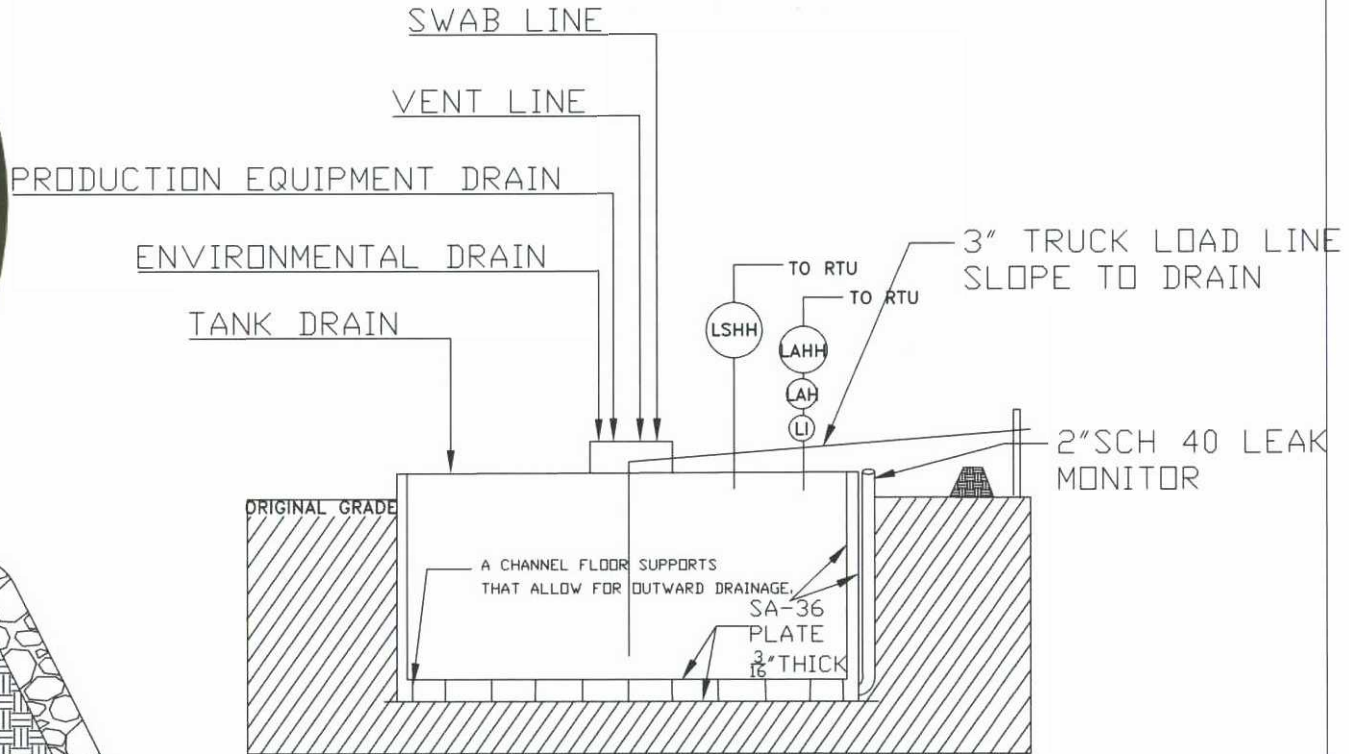 SWAB LINE
VENT LINE
PRODUCTION EQUIPMENT DRAIN
ENVIRONMENTAL DRAIN
TANK DRAIN
TO RTU
TO RTU
3" TRUCK LOAD LINE
SLOPE TO DRAIN
LSHH
LAHH
LAH
LI
2"SCH 40 LEAK
MONITOR
ORIGINAL GRADE
A CHANNEL FLOOR SUPPORTS
THAT ALLOW FOR OUTWARD DRAINAGE,
SA-36
PLATE
3/16"THICK